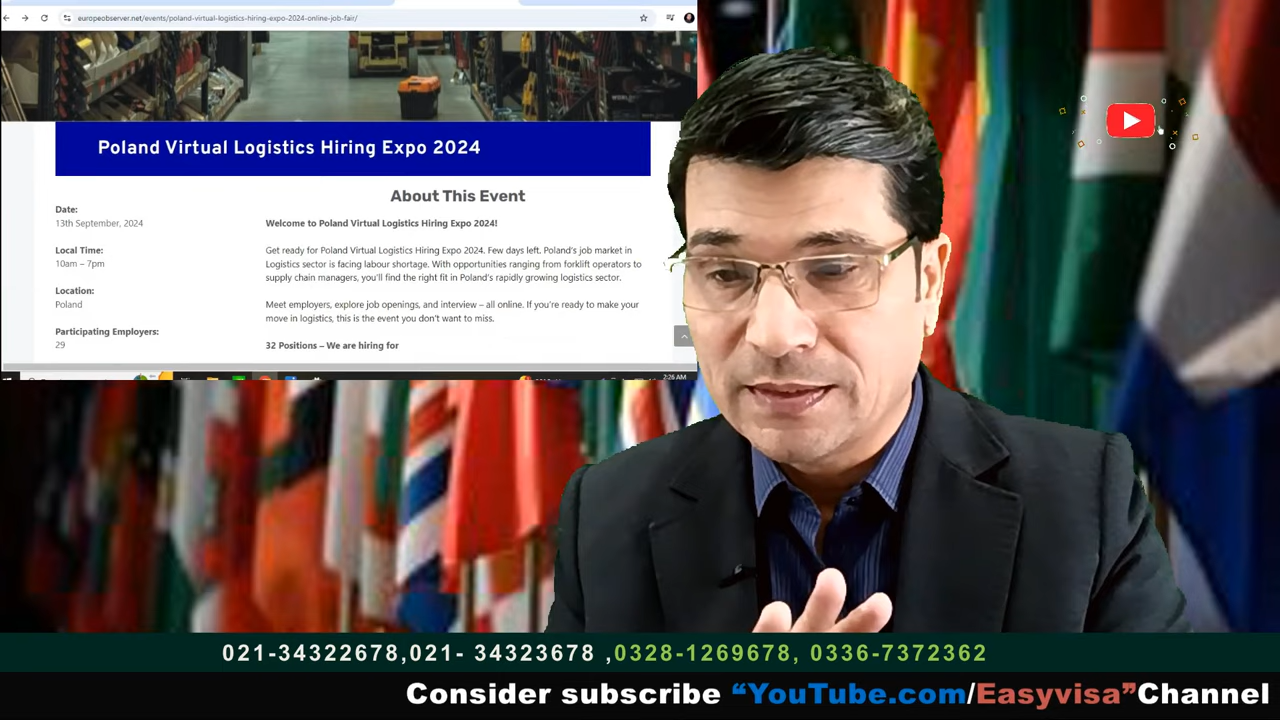 europeobserver.net/events/poland-virtual-logistics-hiring-expo-2024-online-job-fair/
Poland Virtual Logistics Hiring Expo 2024
About This Event
Date:
13th September, 2024
Local Time:
10am – 7pm
Location:
Poland
Participating Employers:
29
Welcome to Poland Virtual Logistics Hiring Expo 2024!
Get ready for Poland Virtual Logistics Hiring Expo 2024. Few days left. Poland's job market in
Logistics sector is facing labour shortage. With opportunities ranging from forklift operators to
supply chain managers, you'll find the right fit in Poland's rapidly growing logistics sector.
Meet employers, explore job openings, and interview – all online. If you're ready to make your
move in logistics, this is the event you don't want to miss.
32 Positions – We are hiring for
2:26 AM
021-34322678,021- 34323678 ,0328-1269678, 0336-7372362
Consider subscribe “YouTube.com/Easyvisa”Channel